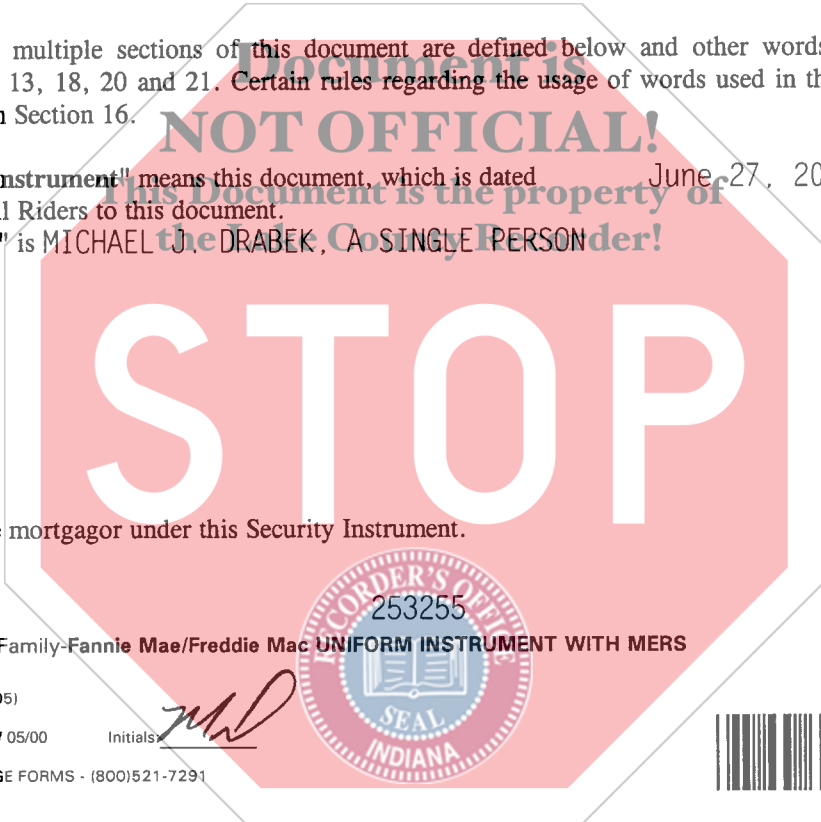 Document is
multiple sections of this document are defined below and other words
13, 18, 20 and 21. Certain rules regarding the usage of words used in th
Section 16.
NOT OFFICIAL!
nstrument" means this document, which is dated June 27, 20
This Document is the property of
l Riders to this document.
" is MICHAEL J. DRABEK, A SINGLE PERSON
the Lake County Recorder!
STOP
mortgagor under this Security Instrument.
RECORDER'S OFFICE
253255
Family-Fannie Mae/Freddie Mac UNIFORM INSTRUMENT WITH MERS
05)
05/00 Initials:
SEAL
INDIANA
GE FORMS - (800)521-7291